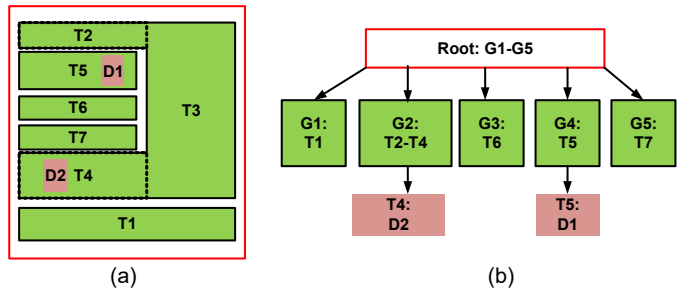 T2
T5 D1
T6
T7
T3
D2 T4
T1
(a)
Root: G1-G5
G1:
T1
G2:
T2-T4
G3:
T6
G4:
T5
G5:
T7
T4:
D2
T5:
D1
(b)